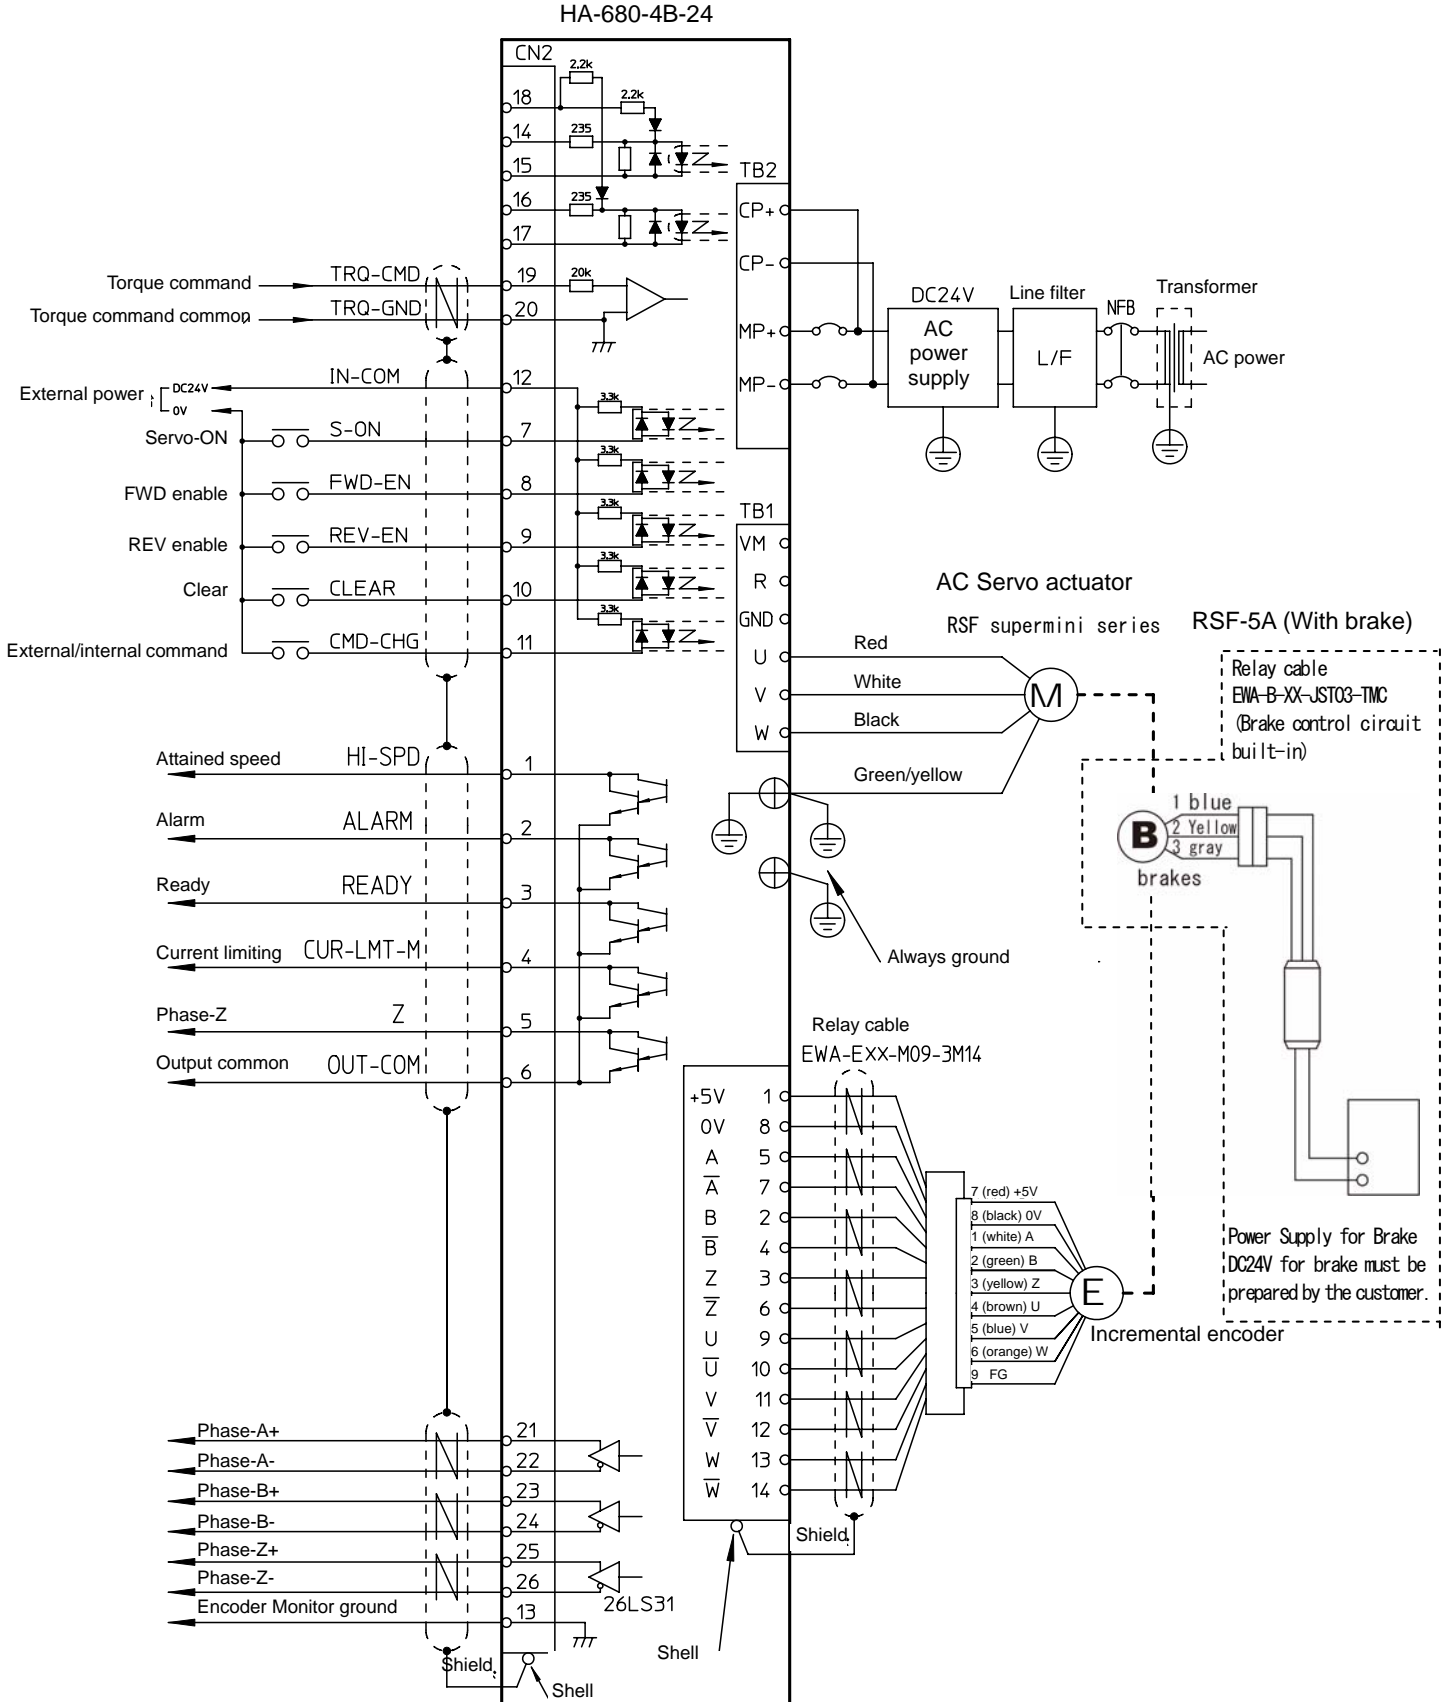 HA-680-4B-24
CN2
2.2k
18
2.2k
14
235
15
TB2
16
235
CP+
17
CP-
Torque command
TRQ-CMD
19
20k
Torque command common
TRQ-GND
20
MP+
MP-
DC24V
AC
power
supply
Line filter
L/F
NFB
Transformer
AC power
External power
DC24V
0V
IN-COM
12
3.3k
Servo-ON
S-ON
7
3.3k
FWD enable
FWD-EN
8
3.3k
REV enable
REV-EN
9
3.3k
Clear
CLEAR
10
3.3k
External/internal command
CMD-CHG
11
TB1
VM
R
GND
U
V
W
AC Servo actuator
RSF supermini series
RSF-5A (With brake)
Red
White
Black
Green/yellow
M
Relay cable
EWA-B-XX-JST03-TMC
(Brake control circuit
built-in)
1 blue
2 Yellow
3 gray
B
brakes
Always ground
Attained speed
HI-SPD
1
Alarm
ALARM
2
Ready
READY
3
Current limiting
CUR-LMT-M
4
Phase-Z
Z
5
Output common
OUT-COM
6
Relay cable
EWA-EXX-M09-3M14
+5V 1
0V 8
A 5
A̅ 7
B 2
B̅ 4
Z 3
Z̅ 6
U 9
U̅ 10
V 11
V̅ 12
W 13
W̅ 14
7 (red) +5V
8 (black) 0V
1 (white) A
2 (green) B
3 (yellow) Z
4 (brown) U
5 (blue) V
6 (orange) W
9 FG
E
Incremental encoder
Power Supply for Brake
DC24V for brake must be
prepared by the customer.
Phase-A+
21
Phase-A-
22
Phase-B+
23
Phase-B-
24
Phase-Z+
25
Phase-Z-
26
26LS31
Encoder Monitor ground
13
Shield
Shell
Shield
Shell